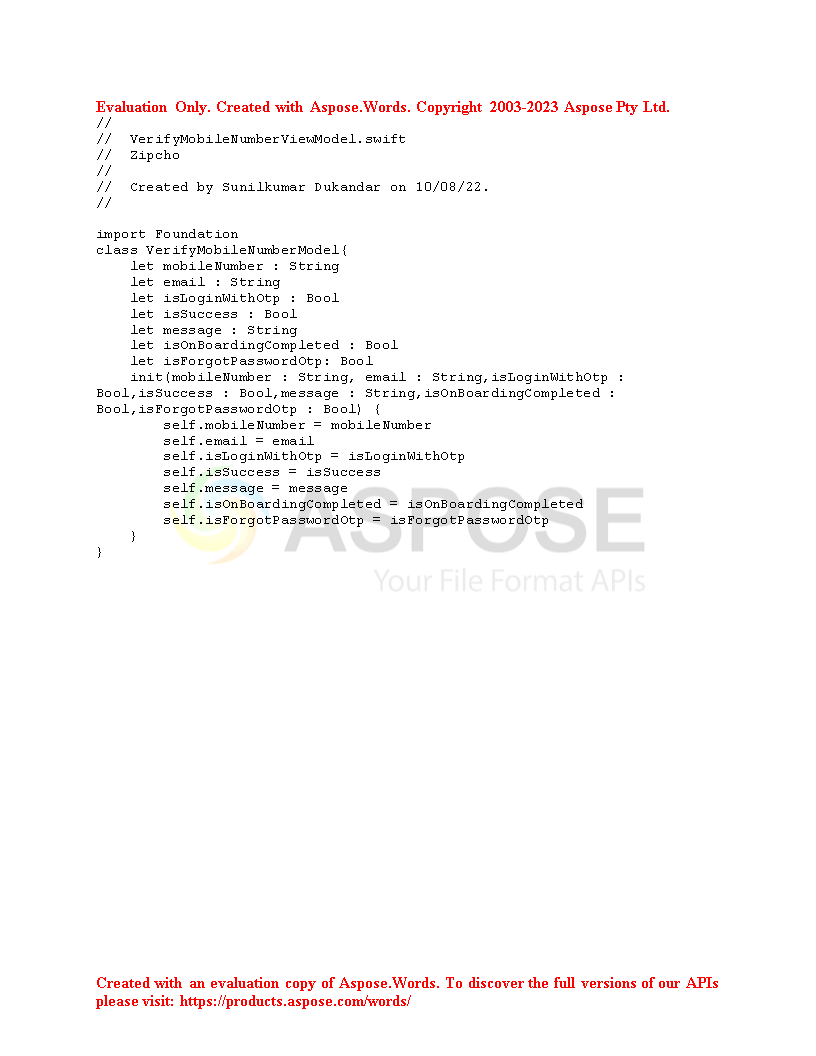 Evaluation Only. Created with Aspose.Words. Copyright 2003-2023 Aspose Pty Ltd.
//
//  VerifyMobileNumberViewModel.swift
//  Zipcho
//
//  Created by Sunilkumar Dukandar on 10/08/22.
//

import Foundation
class VerifyMobileNumberModel{
    let mobileNumber : String
    let email : String
    let isLoginWithOtp : Bool
    let isSuccess : Bool
    let message : String
    let isOnBoardingCompleted : Bool
    let isForgotPasswordOtp: Bool
    init(mobileNumber : String, email : String,isLoginWithOtp :
Bool,isSuccess : Bool,message : String,isOnBoardingCompleted :
Bool,isForgotPasswordOtp : Bool) {
        self.mobileNumber = mobileNumber
        self.email = email
        self.isLoginWithOtp = isLoginWithOtp
        self.isSuccess = isSuccess
        self.message = message
        self.isOnBoardingCompleted = isOnBoardingCompleted
        self.isForgotPasswordOtp = isForgotPasswordOtp
    }
}
ASPOSE
Your File Format APIs
Created with an evaluation copy of Aspose.Words. To discover the full versions of our APIs
please visit: https://products.aspose.com/words/